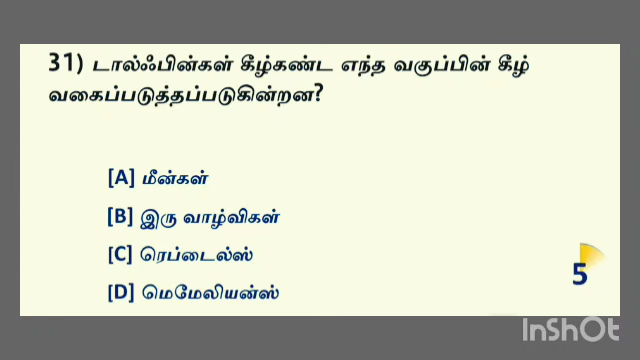 31) டால்ஃபின்கள் கீழ்கண்ட எந்த வகுப்பின் கீழ்
வகைப்படுத்தப்படுகின்றன?
[A] மீன்கள்
[B] இரு வாழ்விகள்
[C] ரெப்டைல்ஸ்
[D] மெமேலியன்ஸ்
5
InShOt